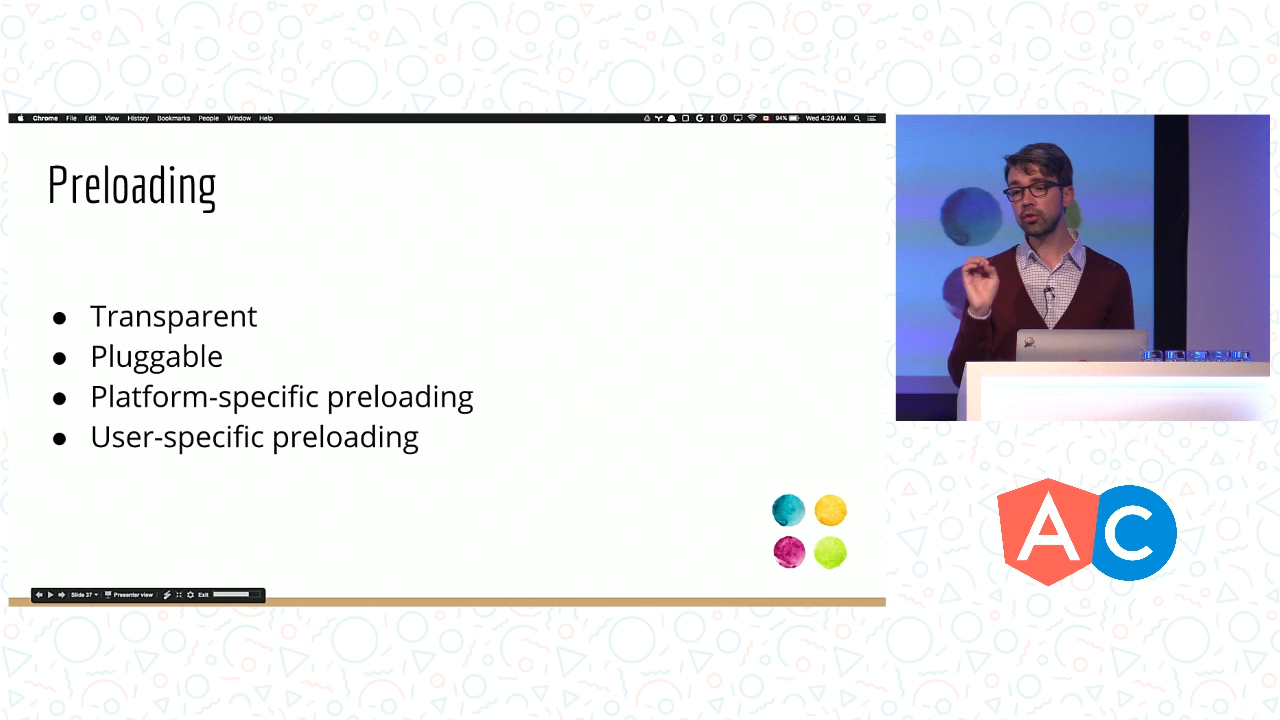 Chrome File Edit View History Bookmarks People Window Help 94% Wed 4:29 AM
Preloading
● Transparent
● Pluggable
● Platform-specific preloading
● User-specific preloading
Slide 37 Presenter view Exit
A C